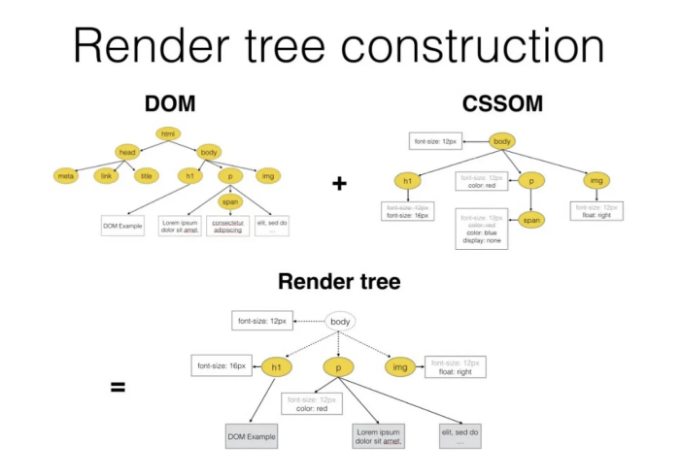 Render tree construction
DOM
CSSOM
html
head
body
meta
link
title
h1
p
img
span
DOM Example
Lorem ipsum
dolor sit amet,
consectetur
adipiscing
elit, sed do
...
+
font-size: 12px
body
h1
font-size: 12px
font-size: 16px
font-size: 12px
color: red
p
img
font-size: 12px
float: right
font-size: 12px
color: red
color: blue
display: none
span
Render tree
=
font-size: 12px
body
font-size: 16px
h1
p
img
font-size: 12px
float: right
font-size: 12px
color: red
DOM Example
Lorem ipsum
dolor sit amet,
elit, sed do
...